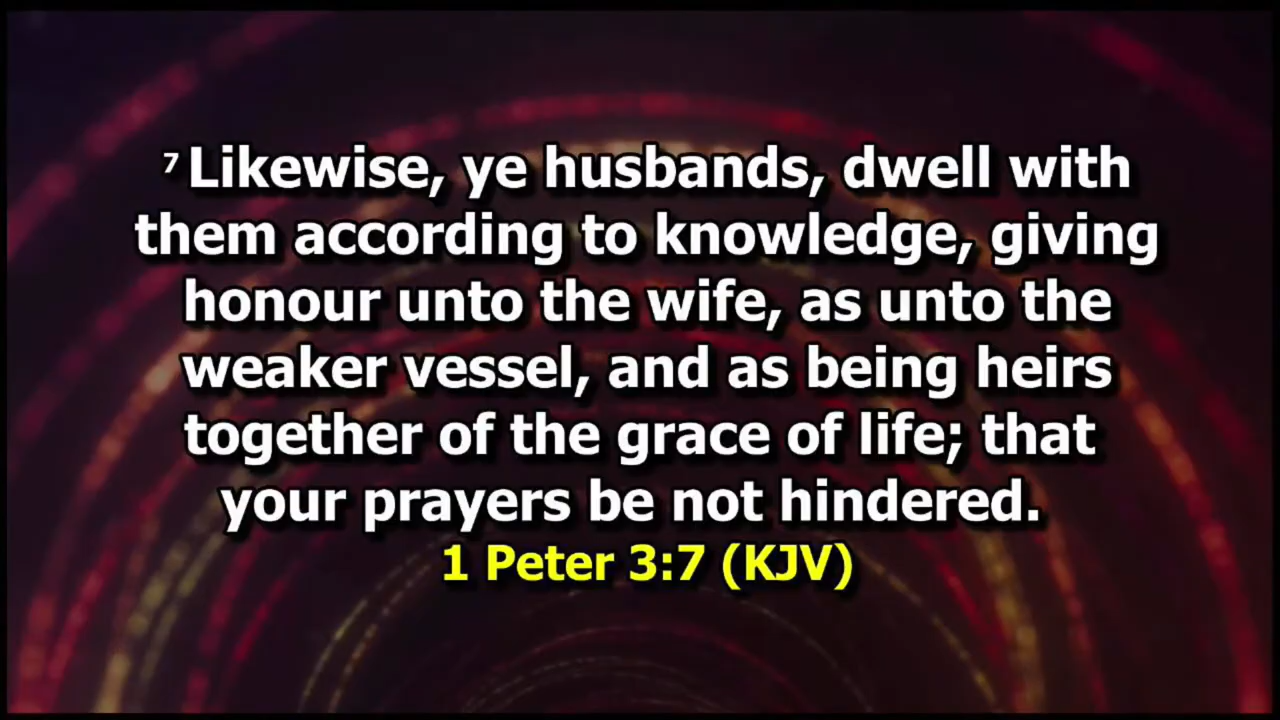 7 Likewise, ye husbands, dwell with
them according to knowledge, giving
honour unto the wife, as unto the
weaker vessel, and as being heirs
together of the grace of life; that
your prayers be not hindered.
1 Peter 3:7 (KJV)